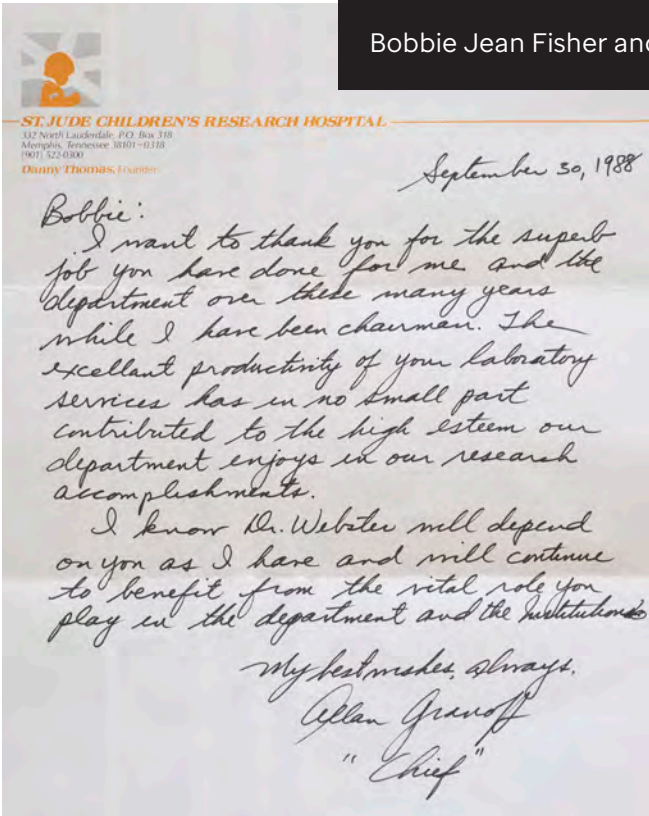 Bobbie Jean Fisher and
ST. JUDE CHILDREN'S RESEARCH HOSPITAL
332 North Lauderdale, P.O. Box 318
Memphis, Tennessee 38101-0318
(901) 522-0300
Danny Thomas, Founder
September 30, 1988
Bobbie:
I want to thank you for the superb
job you have done for me and the
department over these many years
while I have been chairman. The
excellant productivity of your laboratory
services has in no small part
contributed to the high esteem our
department enjoys in our research
accomplishments.
I know Dr. Webster will depend
on you as I have and will continue
to benefit from the vital role you
play in the department and the
My best wishes, always.
Allan Granoff
"Chief"